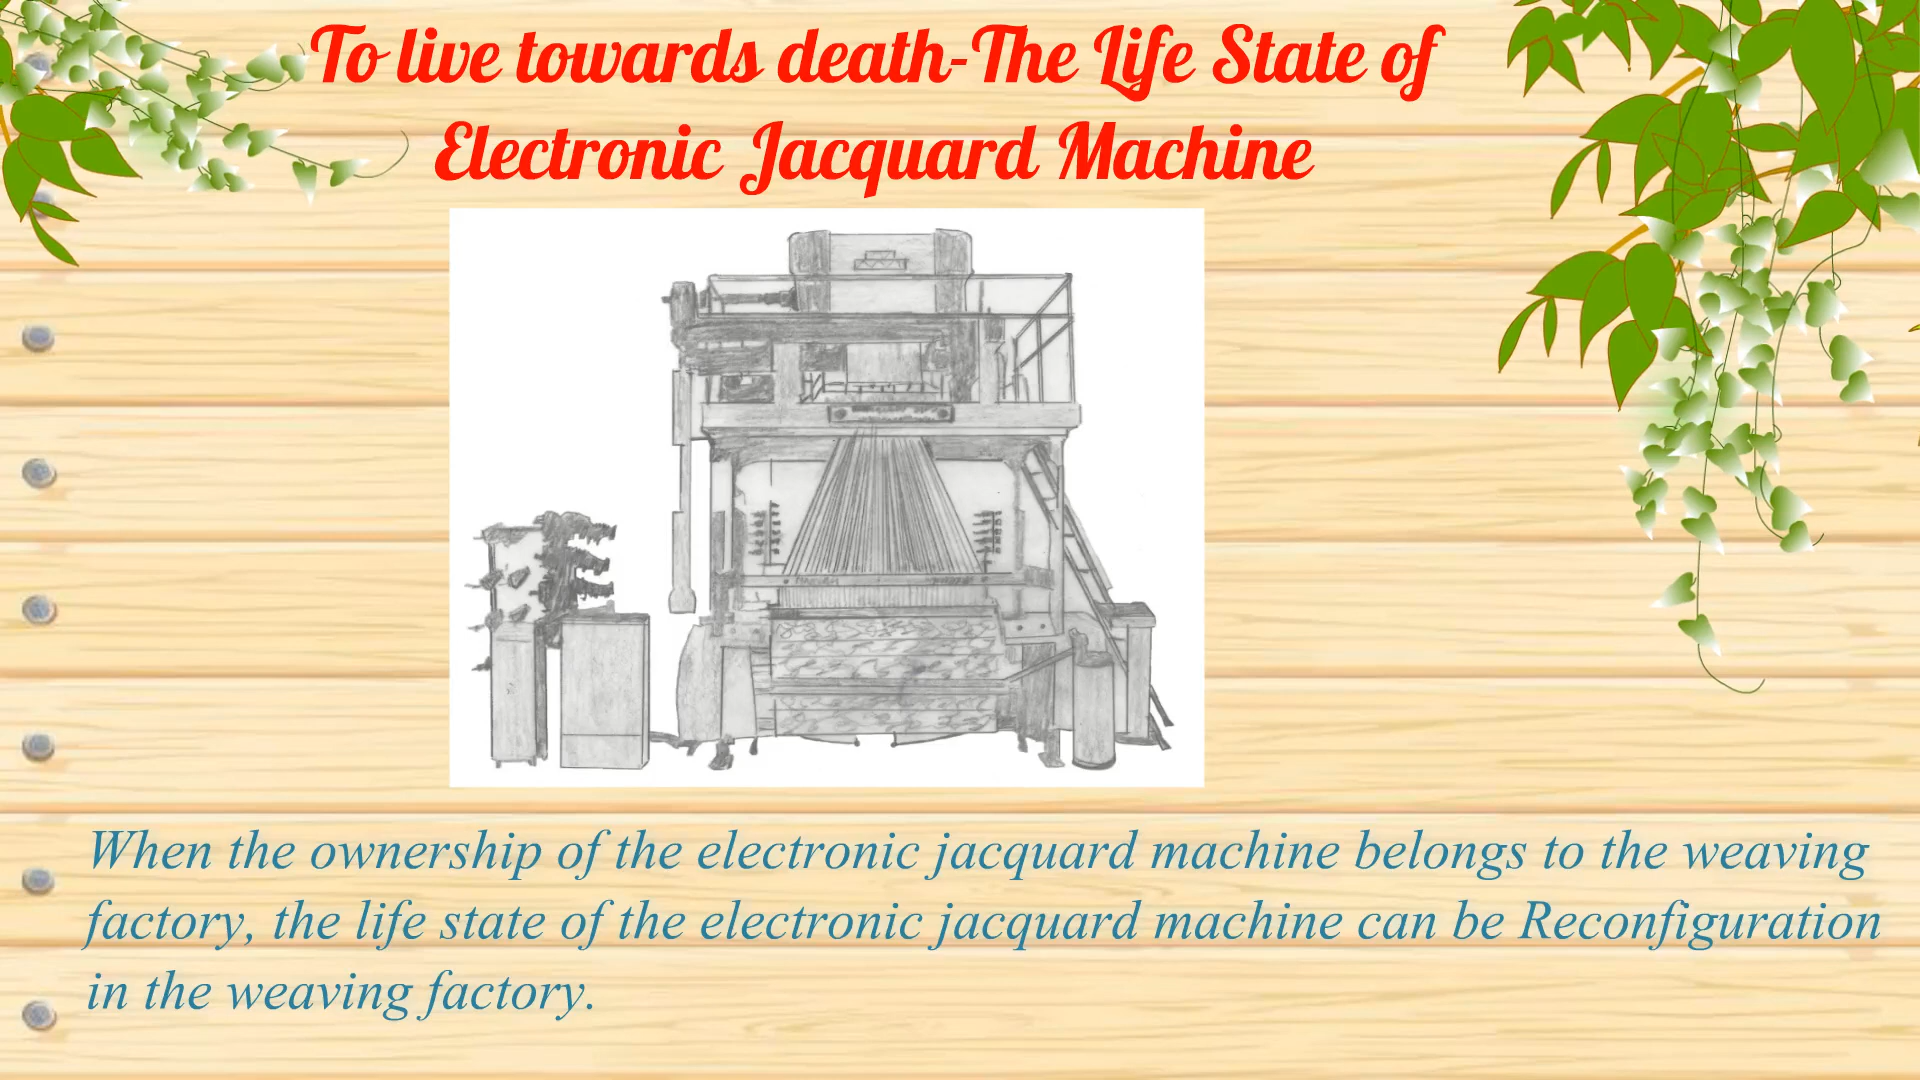 To live towards death-The Life State of
Electronic Jacquard Machine
When the ownership of the electronic jacquard machine belongs to the weaving
factory, the life state of the electronic jacquard machine can be Reconfiguration
in the weaving factory.